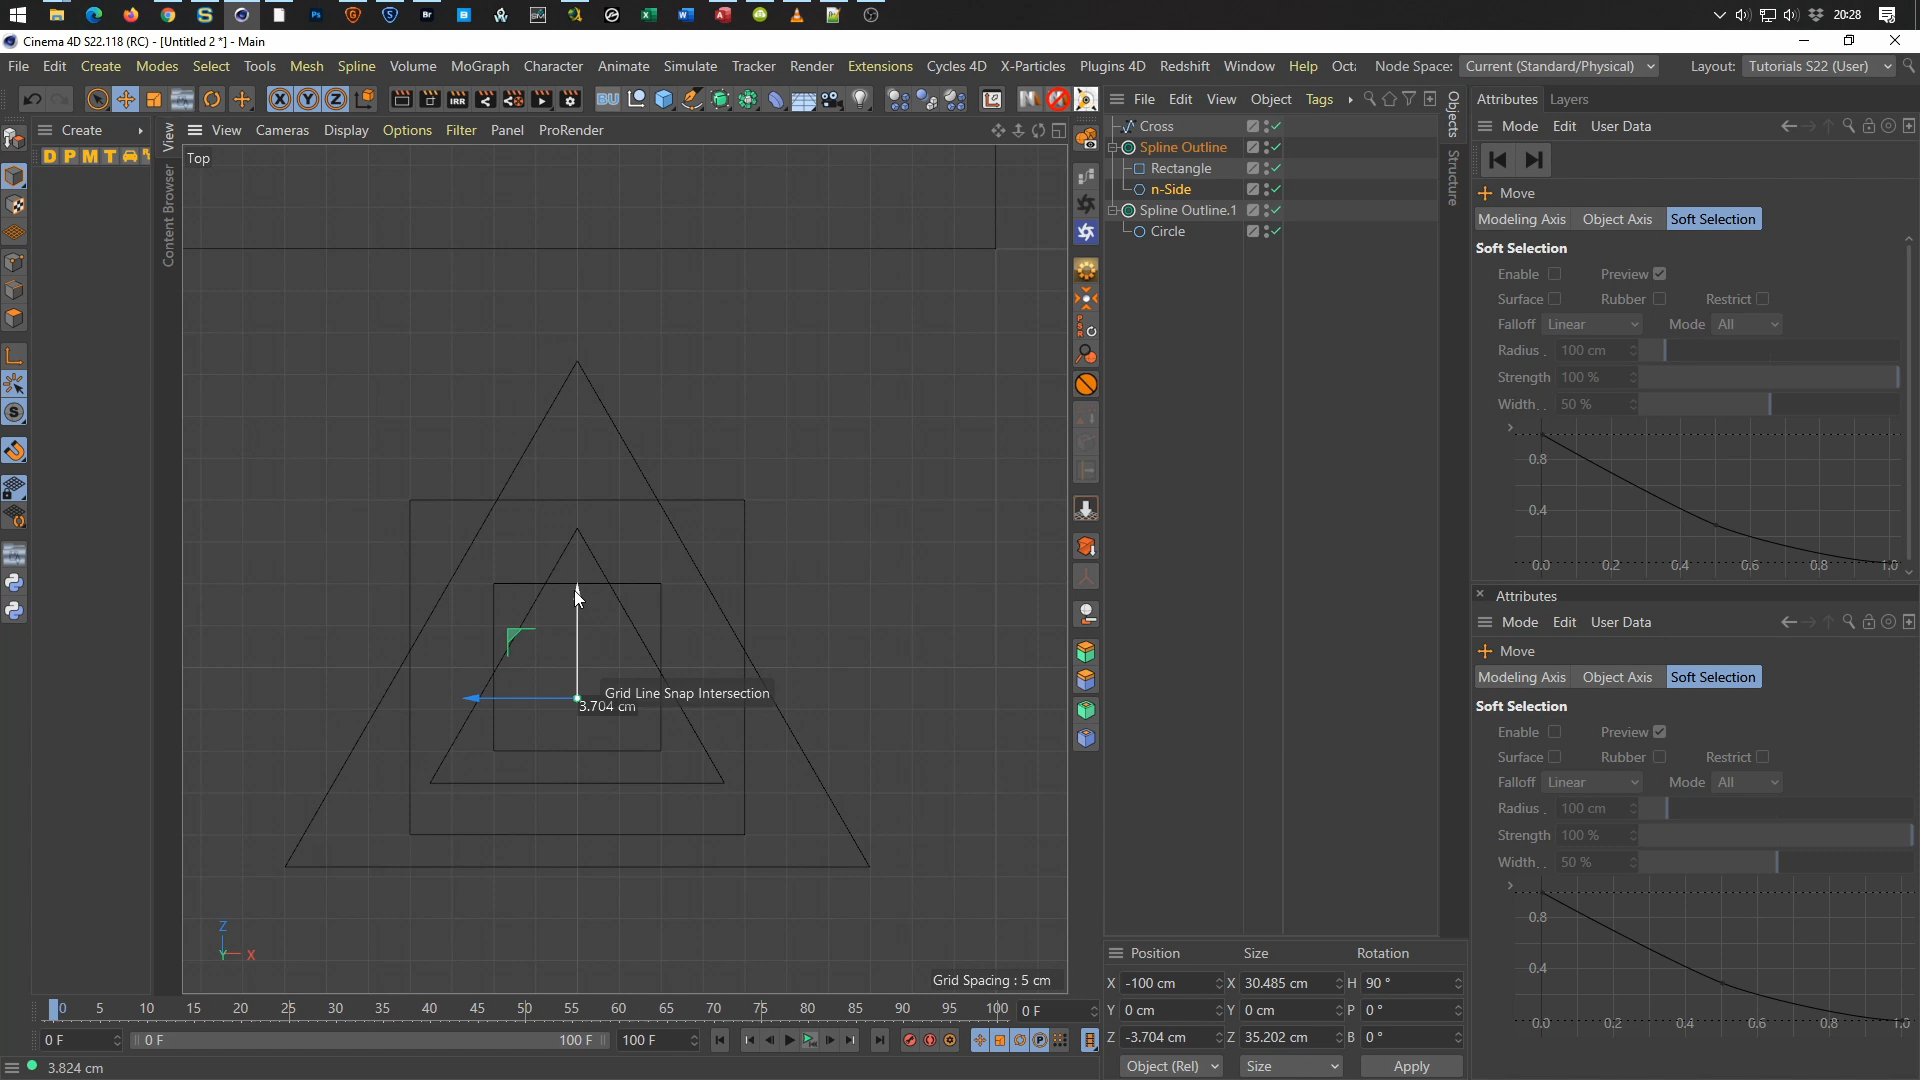 20:28
Cinema 4D S22.118 (RC) - [Untitled 2 *] - Main
File Edit Create Modes Select Tools Mesh Spline Volume MoGraph Character Animate Simulate Tracker Render Extensions Cycles 4D X-Particles Plugins 4D Redshift Window Help Octa Node Space: Current (Standard/Physical) Layout: Tutorials S22 (User)
File Edit View Object Tags
Objects
Structure
Attributes Layers
Create
View
Content Browser
View Cameras Display Options Filter Panel ProRender
D P M T
Top
Cross
Spline Outline
Rectangle
n-Side
Spline Outline.1
Circle
Mode Edit User Data
Move
Modeling Axis Object Axis Soft Selection
Soft Selection
Enable Preview
Surface Rubber Restrict
Falloff Linear Mode All
Radius . 100 cm
Strength 100 %
Width. . 50 %
0.8
0.4
0.0 0.2 0.4 0.6 0.8 1.0
Attributes
Mode Edit User Data
Move
Modeling Axis Object Axis Soft Selection
Soft Selection
Enable Preview
Surface Rubber Restrict
Falloff Linear Mode All
Radius . 100 cm
Strength 100 %
Width. . 50 %
0.8
0.4
0.0 0.2 0.4 0.6 0.8 1.0
Grid Line Snap Intersection
3.704 cm
Z
Y X
Grid Spacing : 5 cm
Position Size Rotation
X -100 cm X 30.485 cm H 90 °
Y 0 cm Y 0 cm P 0 °
Z -3.704 cm Z 35.202 cm B 0 °
Object (Rel) Size Apply
0 5 10 15 20 25 30 35 40 45 50 55 60 65 70 75 80 85 90 95 100 0 F
0 F 0 F 100 F 100 F
3.824 cm